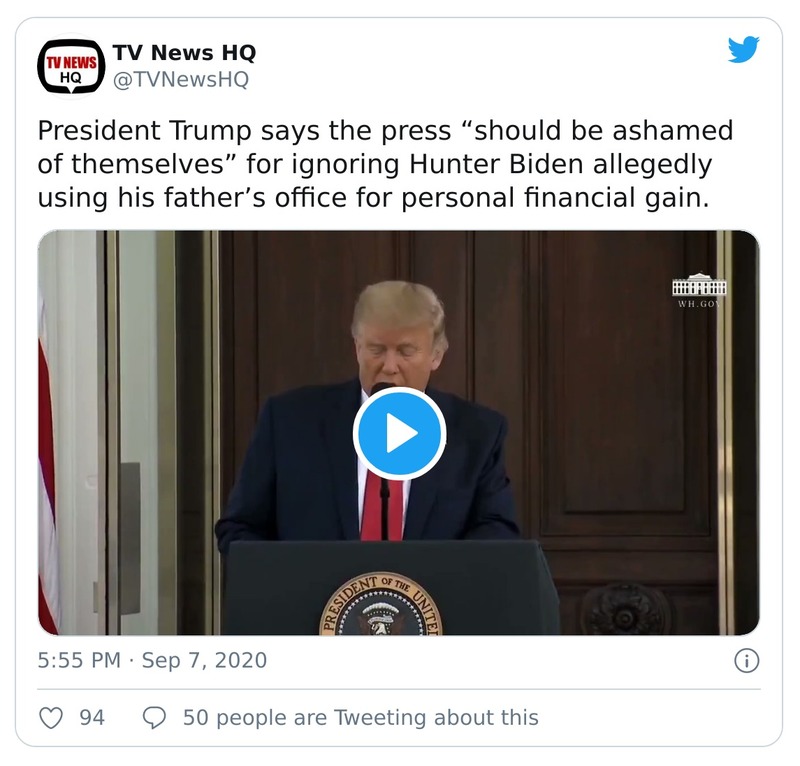 TV NEWS
HQ
TV News HQ
@TVNewsHQ
President Trump says the press “should be ashamed
of themselves” for ignoring Hunter Biden allegedly
using his father’s office for personal financial gain.
WH.GOV
PRESIDENT OF THE UNITED
5:55 PM · Sep 7, 2020
94
50 people are Tweeting about this